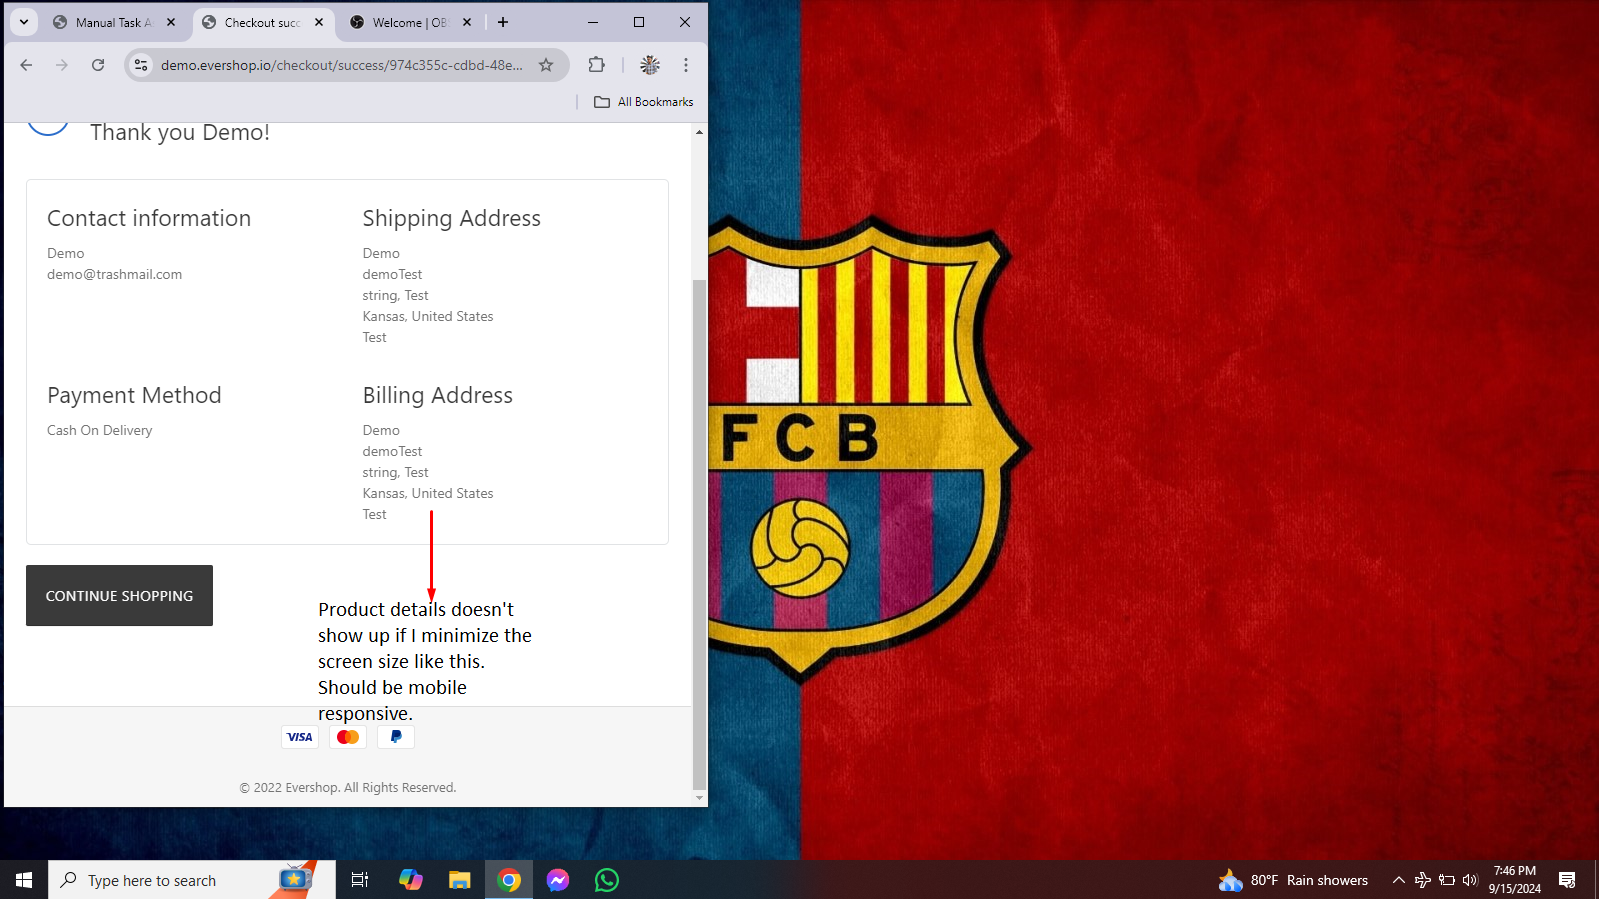 Manual Task A
Checkout succ
Welcome | OBS
demo.evershop.io/checkout/success/974c355c-cdbd-48e...
All Bookmarks
Thank you Demo!
Contact information
Demo
demo@trashmail.com
Shipping Address
Demo
demoTest
string, Test
Kansas, United States
Test
Payment Method
Cash On Delivery
Billing Address
Demo
demoTest
string, Test
Kansas, United States
Test
CONTINUE SHOPPING
Product details doesn't
show up if I minimize the
screen size like this.
Should be mobile
responsive.
VISA
© 2022 Evershop. All Rights Reserved.
FCB
Type here to search
80°F Rain showers
7:46 PM
9/15/2024